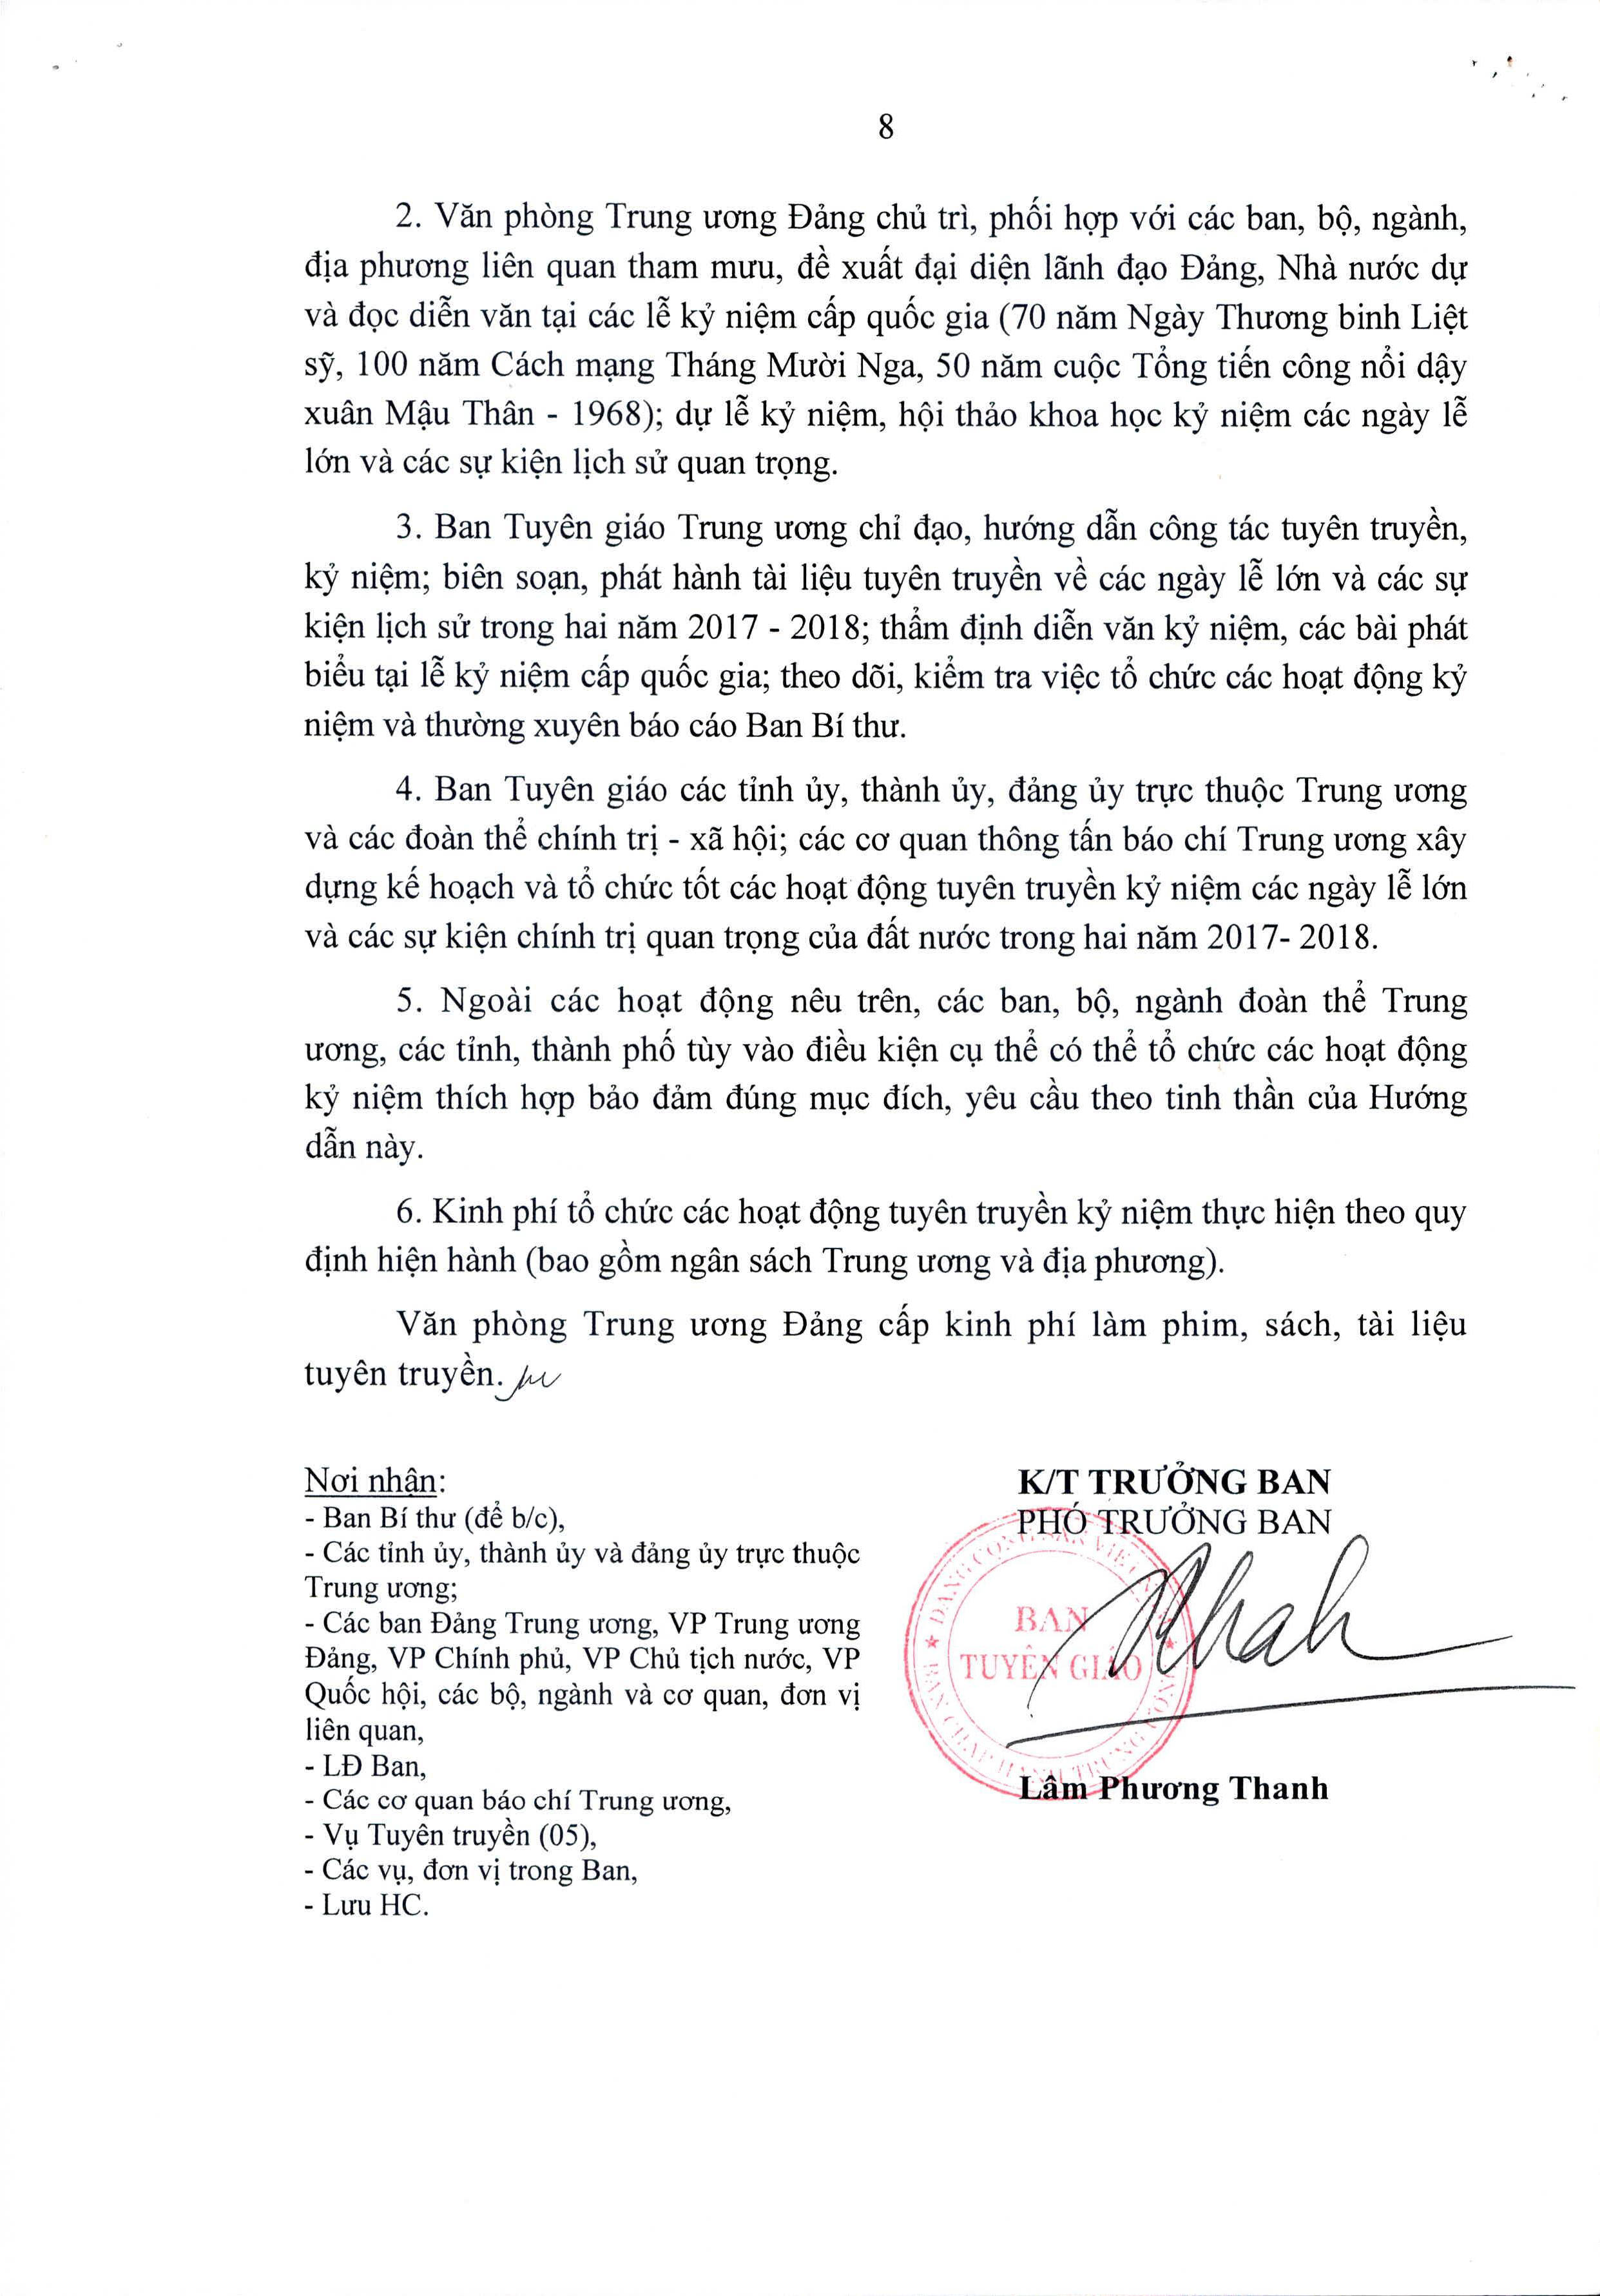 8
2. Văn phòng Trung ương Đảng chủ trì, phối hợp với các ban, bộ, ngành,
địa phương liên quan tham mưu, đề xuất đại diện lãnh đạo Đảng, Nhà nước dự
và đọc diễn văn tại các lễ kỷ niệm cấp quốc gia (70 năm Ngày Thương binh Liệt
sỹ, 100 năm Cách mạng Tháng Mười Nga, 50 năm cuộc Tổng tiến công nổi dậy
xuân Mậu Thân - 1968); dự lễ kỷ niệm, hội thảo khoa học kỷ niệm các ngày lễ
lớn và các sự kiện lịch sử quan trọng.
3. Ban Tuyên giáo Trung ương chỉ đạo, hướng dẫn công tác tuyên truyền,
kỷ niệm; biên soạn, phát hành tài liệu tuyên truyền về các ngày lễ lớn và các sự
kiện lịch sử trong hai năm 2017 - 2018; thẩm định diễn văn kỷ niệm, các bài phát
biểu tại lễ kỷ niệm cấp quốc gia; theo dõi, kiểm tra việc tổ chức các hoạt động kỷ
niệm và thường xuyên báo cáo Ban Bí thư.
4. Ban Tuyên giáo các tỉnh ủy, thành ủy, đảng ủy trực thuộc Trung ương
và các đoàn thể chính trị - xã hội; các cơ quan thông tấn báo chí Trung ương xây
dựng kế hoạch và tổ chức tốt các hoạt động tuyên truyền kỷ niệm các ngày lễ lớn
và các sự kiện chính trị quan trọng của đất nước trong hai năm 2017- 2018.
5. Ngoài các hoạt động nêu trên, các ban, bộ, ngành đoàn thể Trung
ương, các tỉnh, thành phố tùy vào điều kiện cụ thể có thể tổ chức các hoạt động
kỷ niệm thích hợp bảo đảm đúng mục đích, yêu cầu theo tinh thần của Hướng
dẫn này.
6. Kinh phí tổ chức các hoạt động tuyên truyền kỷ niệm thực hiện theo quy
định hiện hành (bao gồm ngân sách Trung ương và địa phương).
Văn phòng Trung ương Đảng cấp kinh phí làm phim, sách, tài liệu
tuyên truyền.
Nơi nhận:
- Ban Bí thư (để b/c),
- Các tỉnh ủy, thành ủy và đảng ủy trực thuộc
Trung ương;
- Các ban Đảng Trung ương, VP Trung ương
Đảng, VP Chính phủ, VP Chủ tịch nước, VP
Quốc hội, các bộ, ngành và cơ quan, đơn vị
liên quan,
- LĐ Ban,
- Các cơ quan báo chí Trung ương,
- Vụ Tuyên truyền (05),
- Các vụ, đơn vị trong Ban,
- Lưu HC.
K/T TRƯỞNG BAN
PHÓ TRƯỞNG BAN
ĐẢNG CỘNG SẢN VIỆT NAM
BAN
TUYÊN GIÁO
BAN CHẤP HÀNH TRUNG ƯƠNG
Lâm Phương Thanh